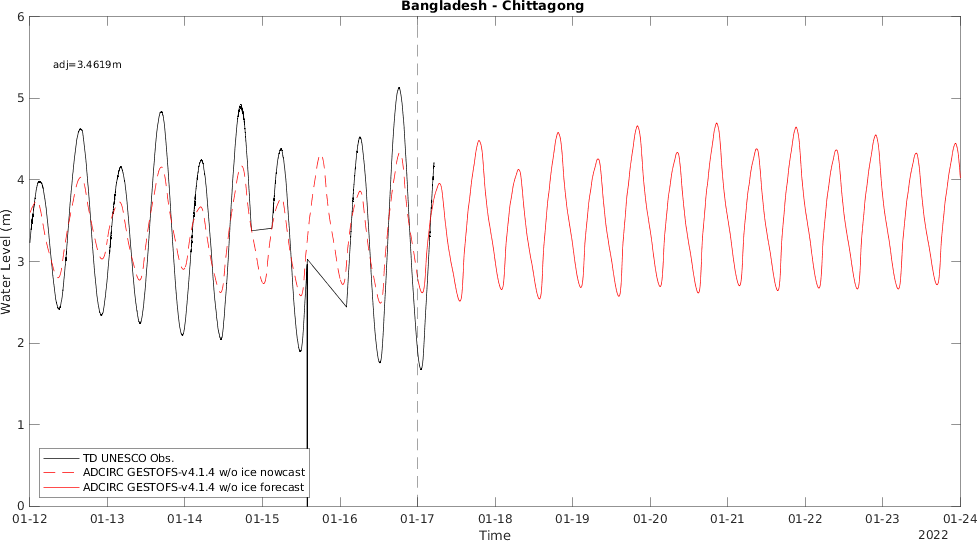 Bangladesh - Chittagong
adj=3.4619m
Water Level (m)
6
5
4
3
2
1
0
TD UNESCO Obs.
ADCIRC GESTOFS-v4.1.4 w/o ice nowcast
ADCIRC GESTOFS-v4.1.4 w/o ice forecast
01-12 01-13 01-14 01-15 01-16 01-17 01-18 01-19 01-20 01-21 01-22 01-23 01-24
Time
2022